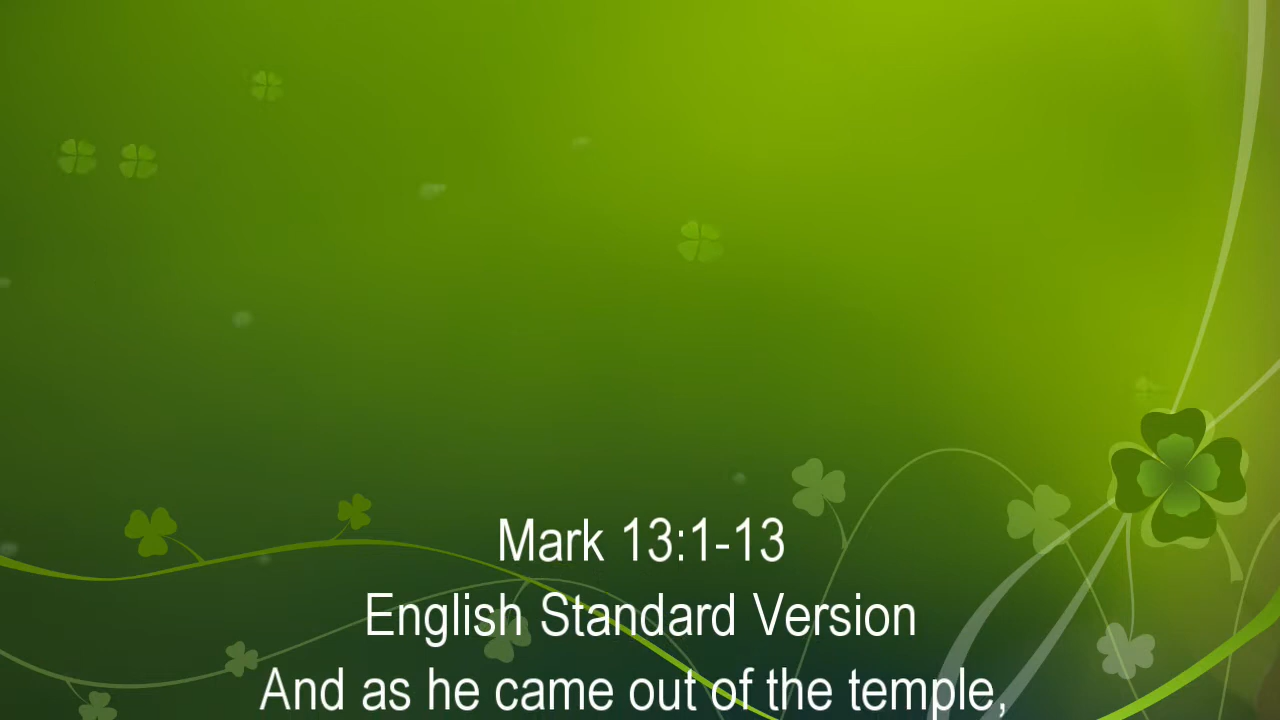 Mark 13:1-13
English Standard Version
And as he came out of the temple,